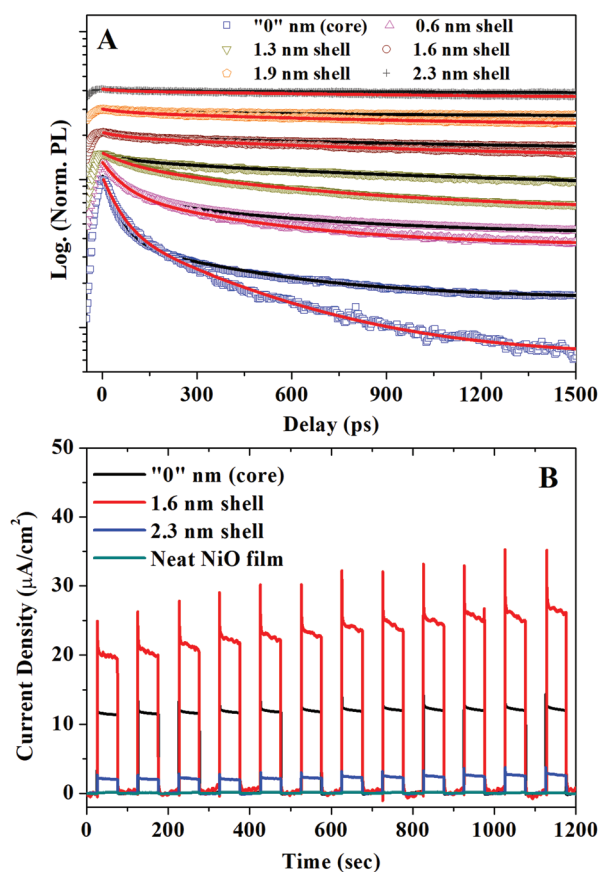 A
"0" nm (core) 0.6 nm shell
1.3 nm shell 1.6 nm shell
1.9 nm shell 2.3 nm shell
Log. (Norm. PL)
0 300 600 900 1200 1500
Delay (ps)
B
"0" nm (core)
1.6 nm shell
2.3 nm shell
Neat NiO film
Current Density (μA/cm²)
50
40
30
20
10
0
0 200 400 600 800 1000 1200
Time (sec)